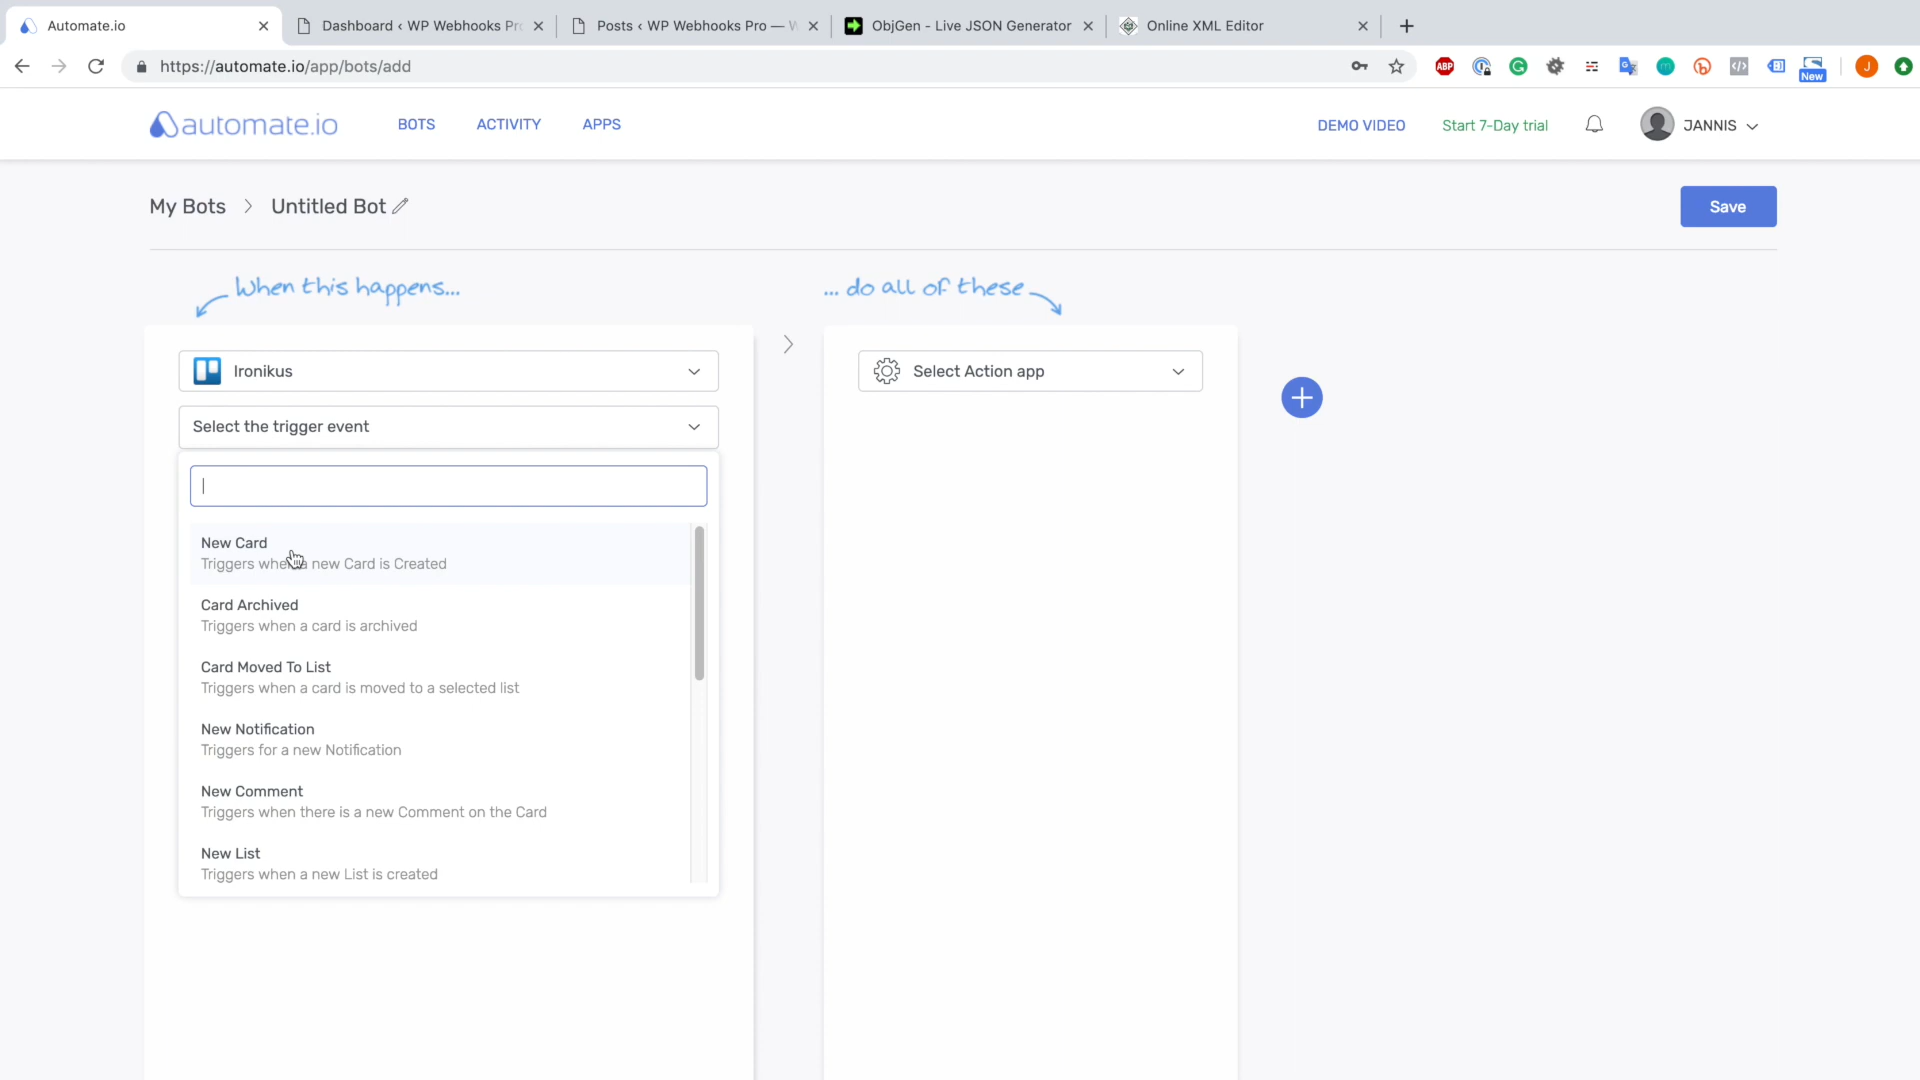 Automate.io
Dashboard ‹ WP Webhooks Pr
Posts ‹ WP Webhooks Pro —
ObjGen - Live JSON Generator
Online XML Editor
https://automate.io/app/bots/add
ABP
New
J
automate.io
BOTS
ACTIVITY
APPS
DEMO VIDEO
Start 7-Day trial
JANNIS
My Bots
Untitled Bot
Save
When this happens...
... do all of these
Ironikus
Select Action app
Select the trigger event
New Card
Triggers when a new Card is Created
Card Archived
Triggers when a card is archived
Card Moved To List
Triggers when a card is moved to a selected list
New Notification
Triggers for a new Notification
New Comment
Triggers when there is a new Comment on the Card
New List
Triggers when a new List is created